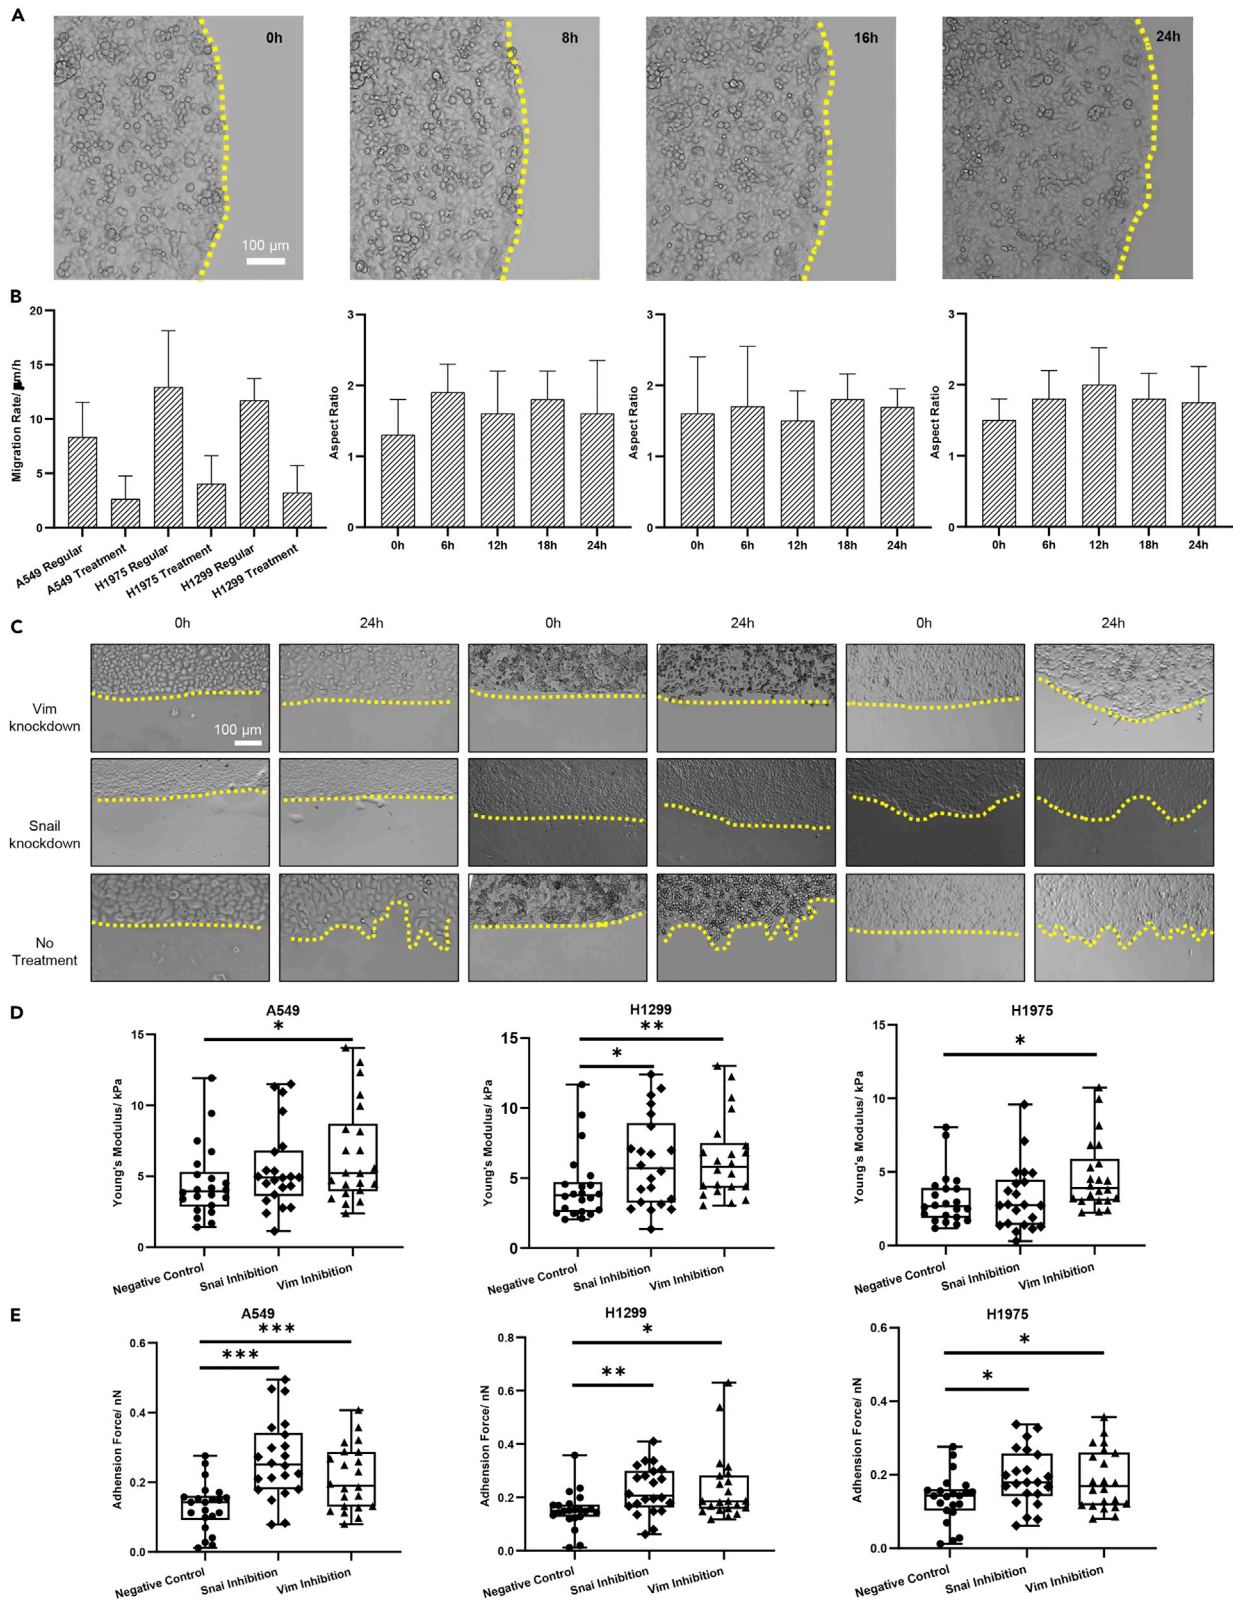 A
0h
8h
16h
24h
100 µm
B
20
15
10
5
0
Migration Rate/ µm/h
A549 Regular
A549 Treatment
H1975 Regular
H1975 Treatment
H1299 Regular
H1299 Treatment
3
2
1
0
Aspect Ratio
0h 6h 12h 18h 24h
3
2
1
0
Aspect Ratio
0h 6h 12h 18h 24h
3
2
1
0
Aspect Ratio
0h 6h 12h 18h 24h
C
0h 24h 0h 24h 0h 24h
Vim
knockdown
100 µm
Snail
knockdown
No
Treatment
D
A549
*
15
10
5
0
Young's Modulus/ kPa
Negative Control
Snai Inhibition
Vim Inhibition
H1299
**
*
15
10
5
0
Young's Modulus/ kPa
Negative Control
Snai Inhibition
Vim Inhibition
H1975
*
15
10
5
0
Young's Modulus/ kPa
Negative Control
Snai Inhibition
Vim Inhibition
E
A549
***
***
0.6
0.4
0.2
0.0
Adhension Force/ nN
Negative Control
Snai Inhibition
Vim Inhibition
H1299
*
**
0.8
0.6
0.4
0.2
0.0
Adhension Force/ nN
Negative Control
Snai Inhibition
Vim Inhibition
H1975
*
*
0.6
0.4
0.2
0.0
Adhension Force/ nN
Negative Control
Snai Inhibition
Vim Inhibition